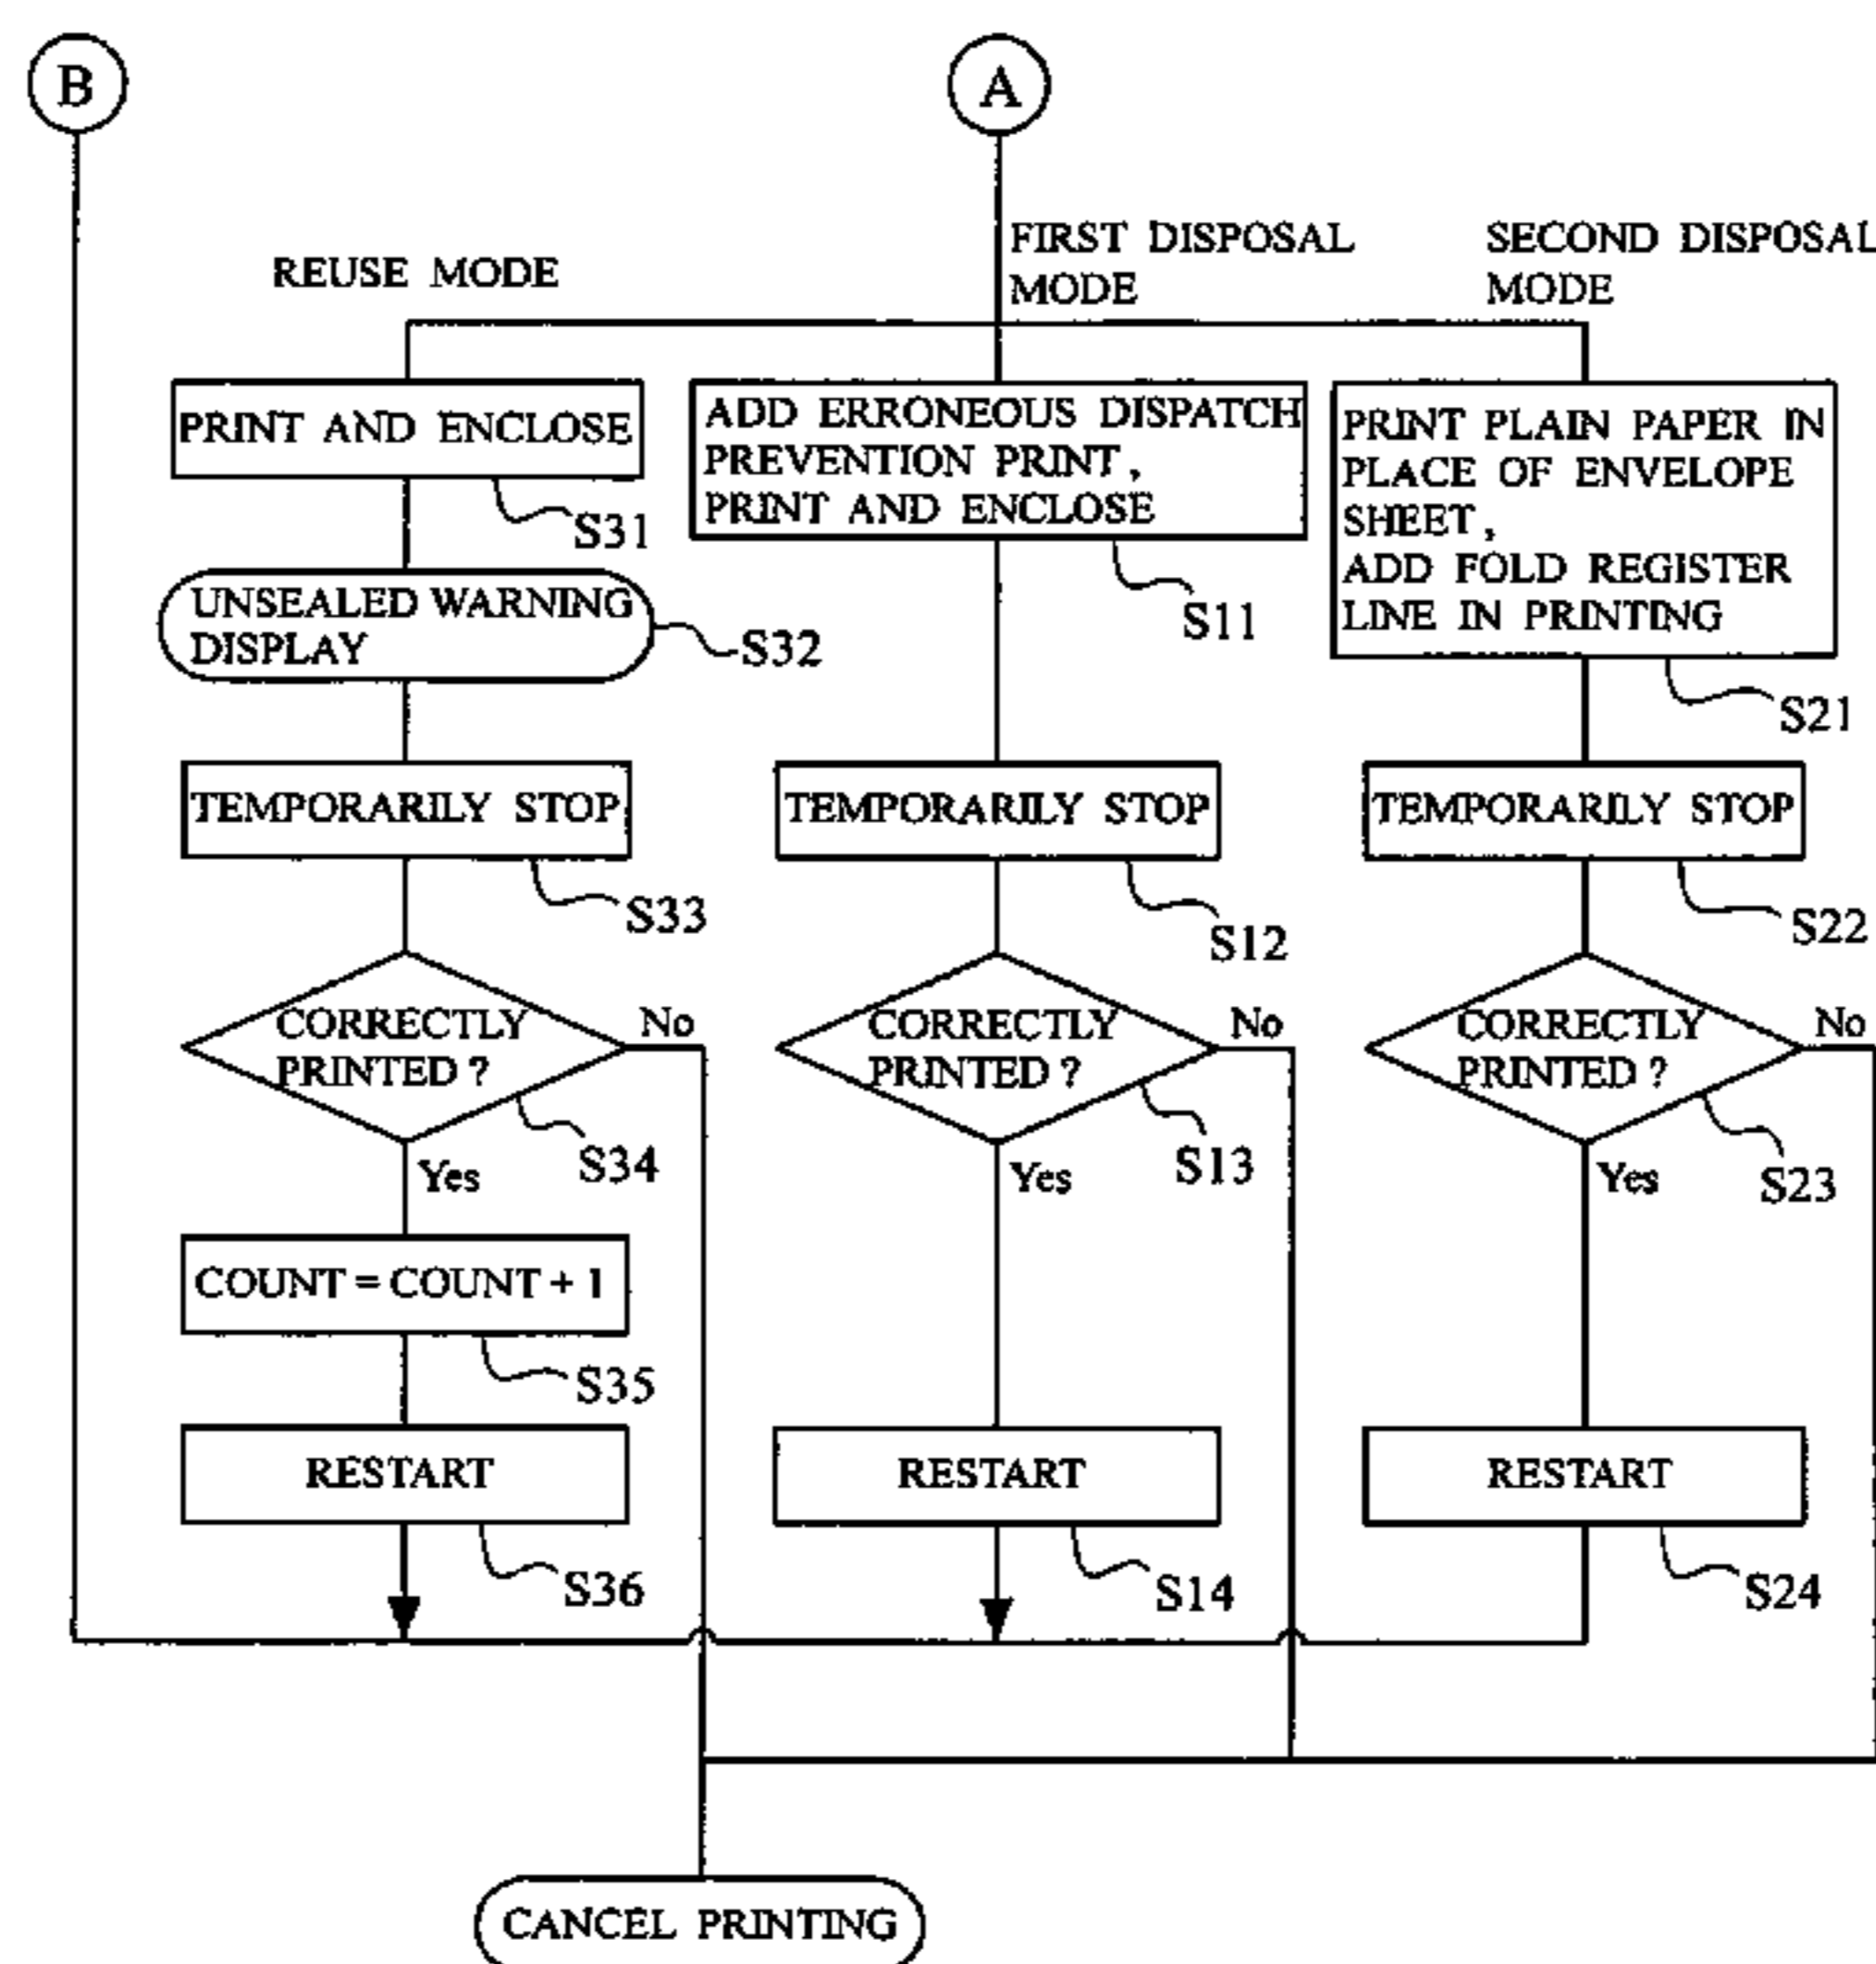 B
A
REUSE MODE
FIRST DISPOSAL
MODE
SECOND DISPOSAL
MODE
PRINT AND ENCLOSE
S31
UNSEALED WARNING
DISPLAY
S32
TEMPORARILY STOP
S33
CORRECTLY
PRINTED ?
No
S34
Yes
COUNT = COUNT + 1
S35
RESTART
S36
ADD ERRONEOUS DISPATCH
PREVENTION PRINT ,
PRINT AND ENCLOSE
S11
TEMPORARILY STOP
S12
CORRECTLY
PRINTED ?
No
S13
Yes
RESTART
S14
PRINT PLAIN PAPER IN
PLACE OF ENVELOPE
SHEET ,
ADD FOLD REGISTER
LINE IN PRINTING
S21
TEMPORARILY STOP
S22
CORRECTLY
PRINTED ?
No
S23
Yes
RESTART
S24
CANCEL PRINTING